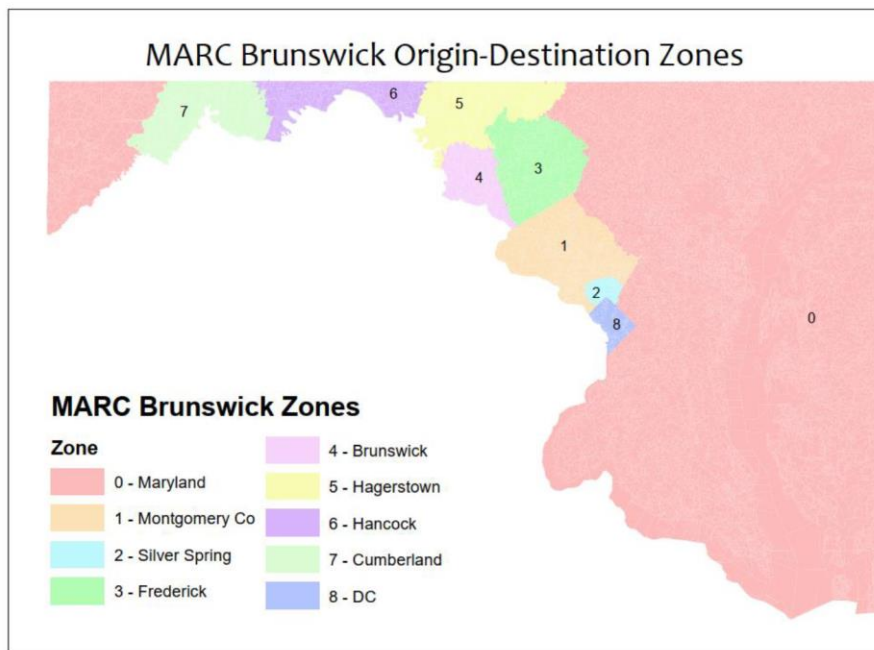 MARC Brunswick Origin-Destination Zones
7
6
5
4
3
1
2
8
0
MARC Brunswick Zones
Zone
0 - Maryland
1 - Montgomery Co
2 - Silver Spring
3 - Frederick
4 - Brunswick
5 - Hagerstown
6 - Hancock
7 - Cumberland
8 - DC